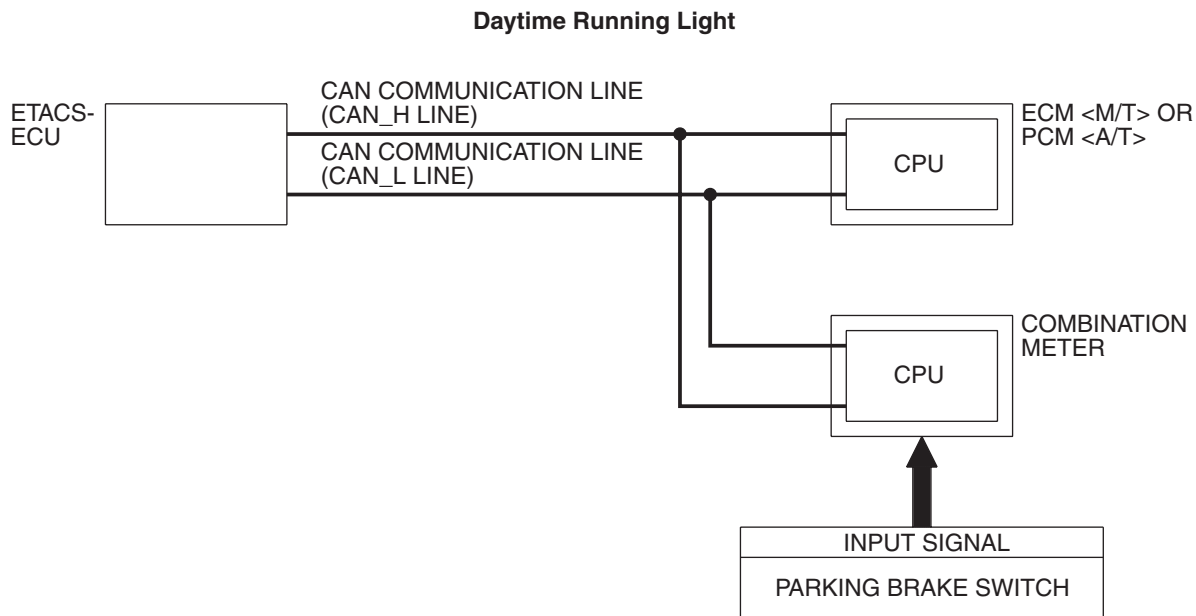 Daytime Running Light
ETACS-
ECU
CAN COMMUNICATION LINE
(CAN_H LINE)
CAN COMMUNICATION LINE
(CAN_L LINE)
CPU
ECM <M/T> OR
PCM <A/T>
CPU
COMBINATION
METER
INPUT SIGNAL
PARKING BRAKE SWITCH